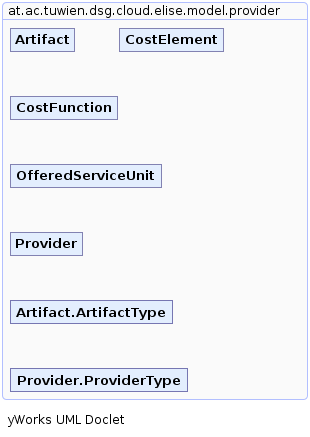 at.ac.tuwien.dsg.cloud.elise.model.provider
Artifact CostElement
CostFunction
OfferedServiceUnit
Provider
Artifact.ArtifactType
Provider.ProviderType
yWorks UML Doclet